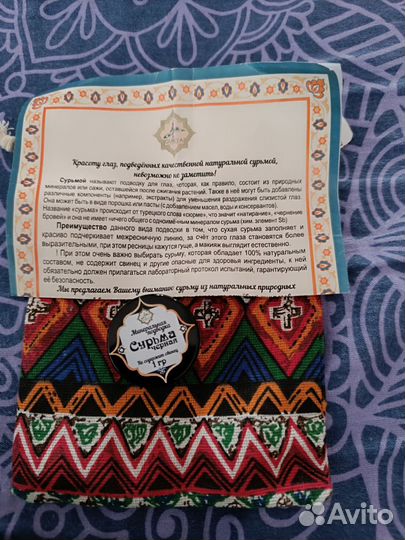 Красоту глаз, подведённых качественной натуральной сурьмой,
невозможно не заметить!
Сурьмой называют подводку для глаз, которая, как правило, состоит из природных
минералов или сажи, оставшейся после сжигания растений. Также в неё могут быть добавлены
различные компоненты (например, экстракты) для уменьшения раздражения слизистой глаз.
Она может быть в виде порошка или пасты (с добавлением масел, воды и консервантов).
Название «сурьма» происходит от турецкого слова «сюрме», что значит «натирание», «чернение
бровей» и она не имеет ничего общего с одноимённым минералом сурьма (хим. элемент Sb)
Преимущество данного вида подводки в том, что сухая сурьма заполняет и
красиво подчеркивает межресничную линию, за счёт этого глаза становятся более
выразительными, при этом ресницы кажутся гуще, а макияж выглядит естественно.
При этом очень важно выбирать сурьму, которая обладает 100% натуральным
составом, не содержит свинец и другие опасные для здоровья ингредиенты, к ней
обязательно должен прилагаться лабораторный протокол испытаний, гарантирующий
её безопасность.
Мы предлагаем Вашему вниманию сурьму из натуральных природных
Минеральная
подводка
Сурьма
чёрная
Не содержит свинец
1 гр
Avito